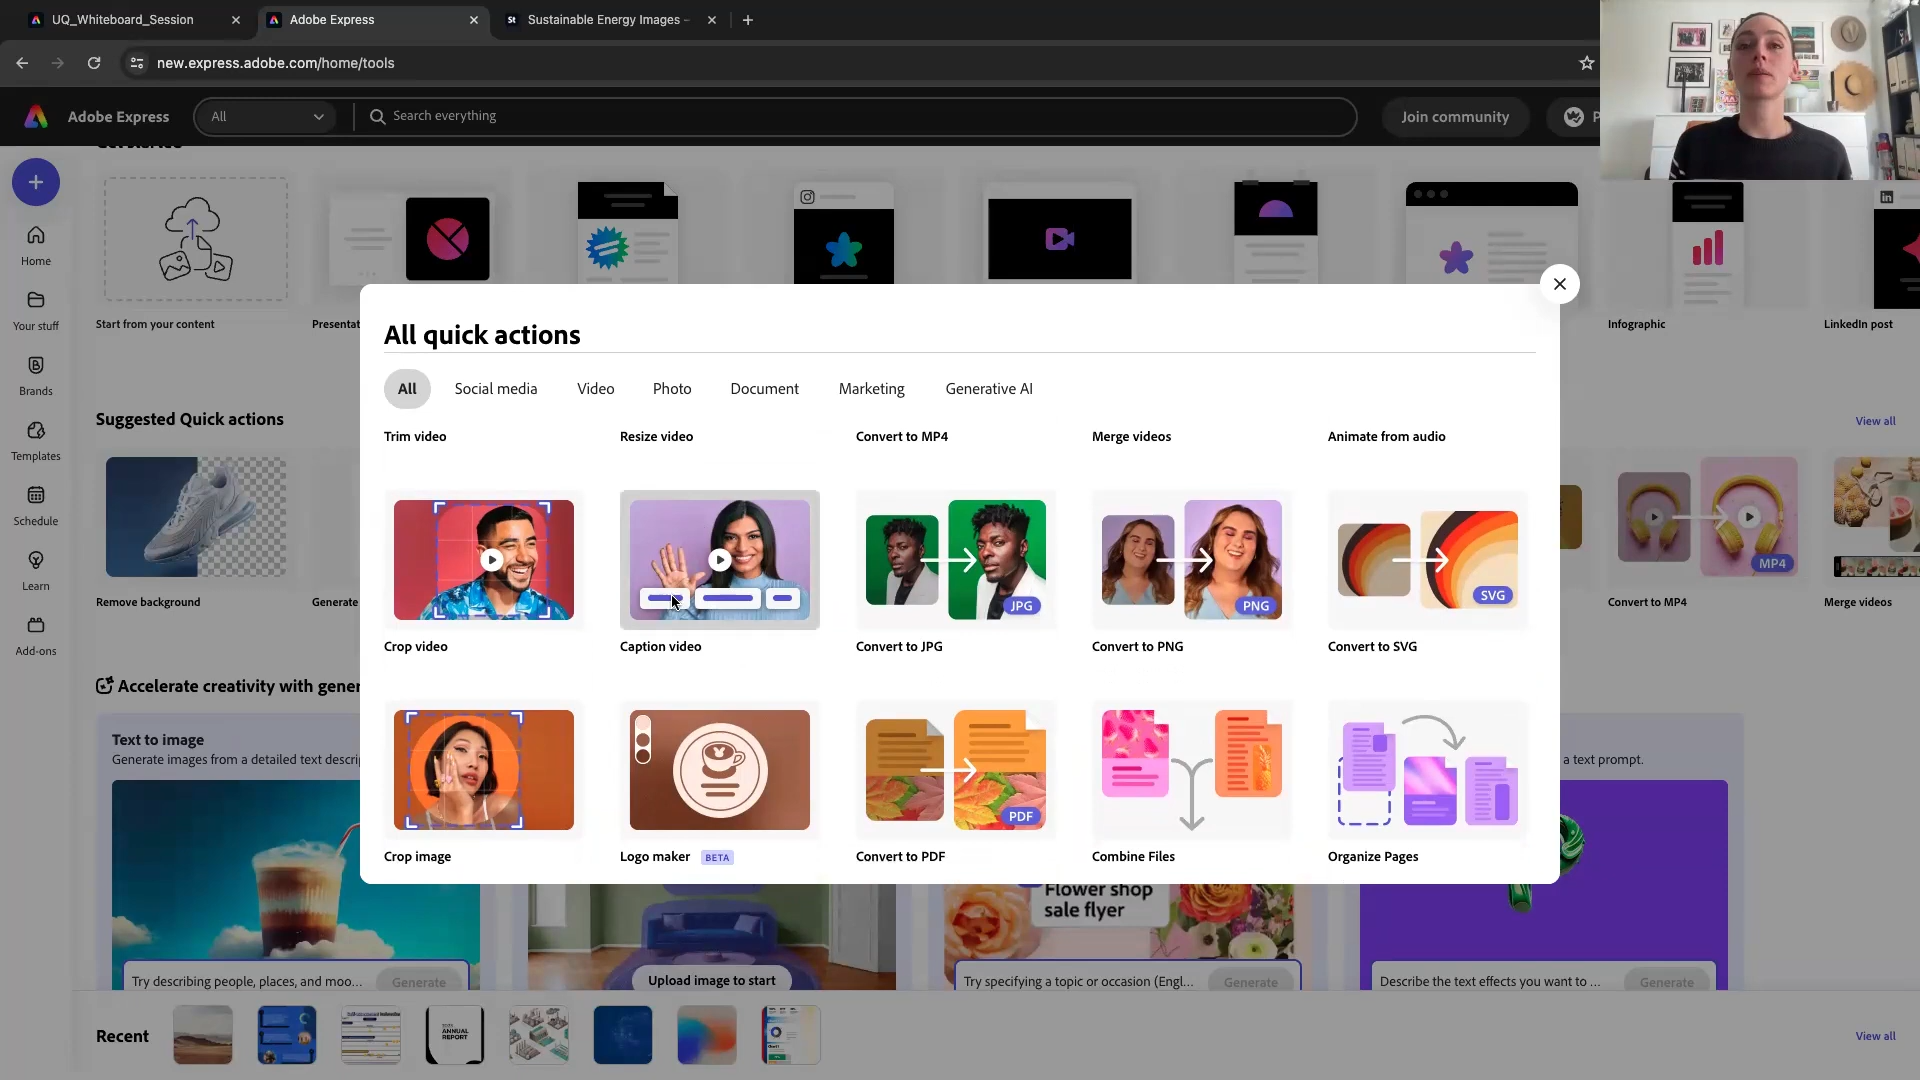 UQ_Whiteboard_Session
Adobe Express
Sustainable Energy Images –
new.express.adobe.com/home/tools
Adobe Express
All
Search everything
Join community
Home
Your stuff
Brands
Templates
Schedule
Learn
Add-ons
Start from your content
Infographic
LinkedIn post
Suggested Quick actions
View all
Remove background
Generate
MP4
Convert to MP4
Merge videos
All quick actions
All
Social media
Video
Photo
Document
Marketing
Generative AI
Trim video
Resize video
Convert to MP4
Merge videos
Animate from audio
JPG
PNG
SVG
Crop video
Caption video
Convert to JPG
Convert to PNG
Convert to SVG
PDF
Crop image
Logo maker BETA
Convert to PDF
Combine Files
Organize Pages
Accelerate creativity with gener
Text to image
Generate images from a detailed text descri
a text prompt.
Flower shop
sale flyer
Try describing people, places, and moo...
Generate
Upload image to start
Try specifying a topic or occasion (Engl...
Generate
Describe the text effects you want to ...
Generate
Recent
ANNUAL
REPORT
View all